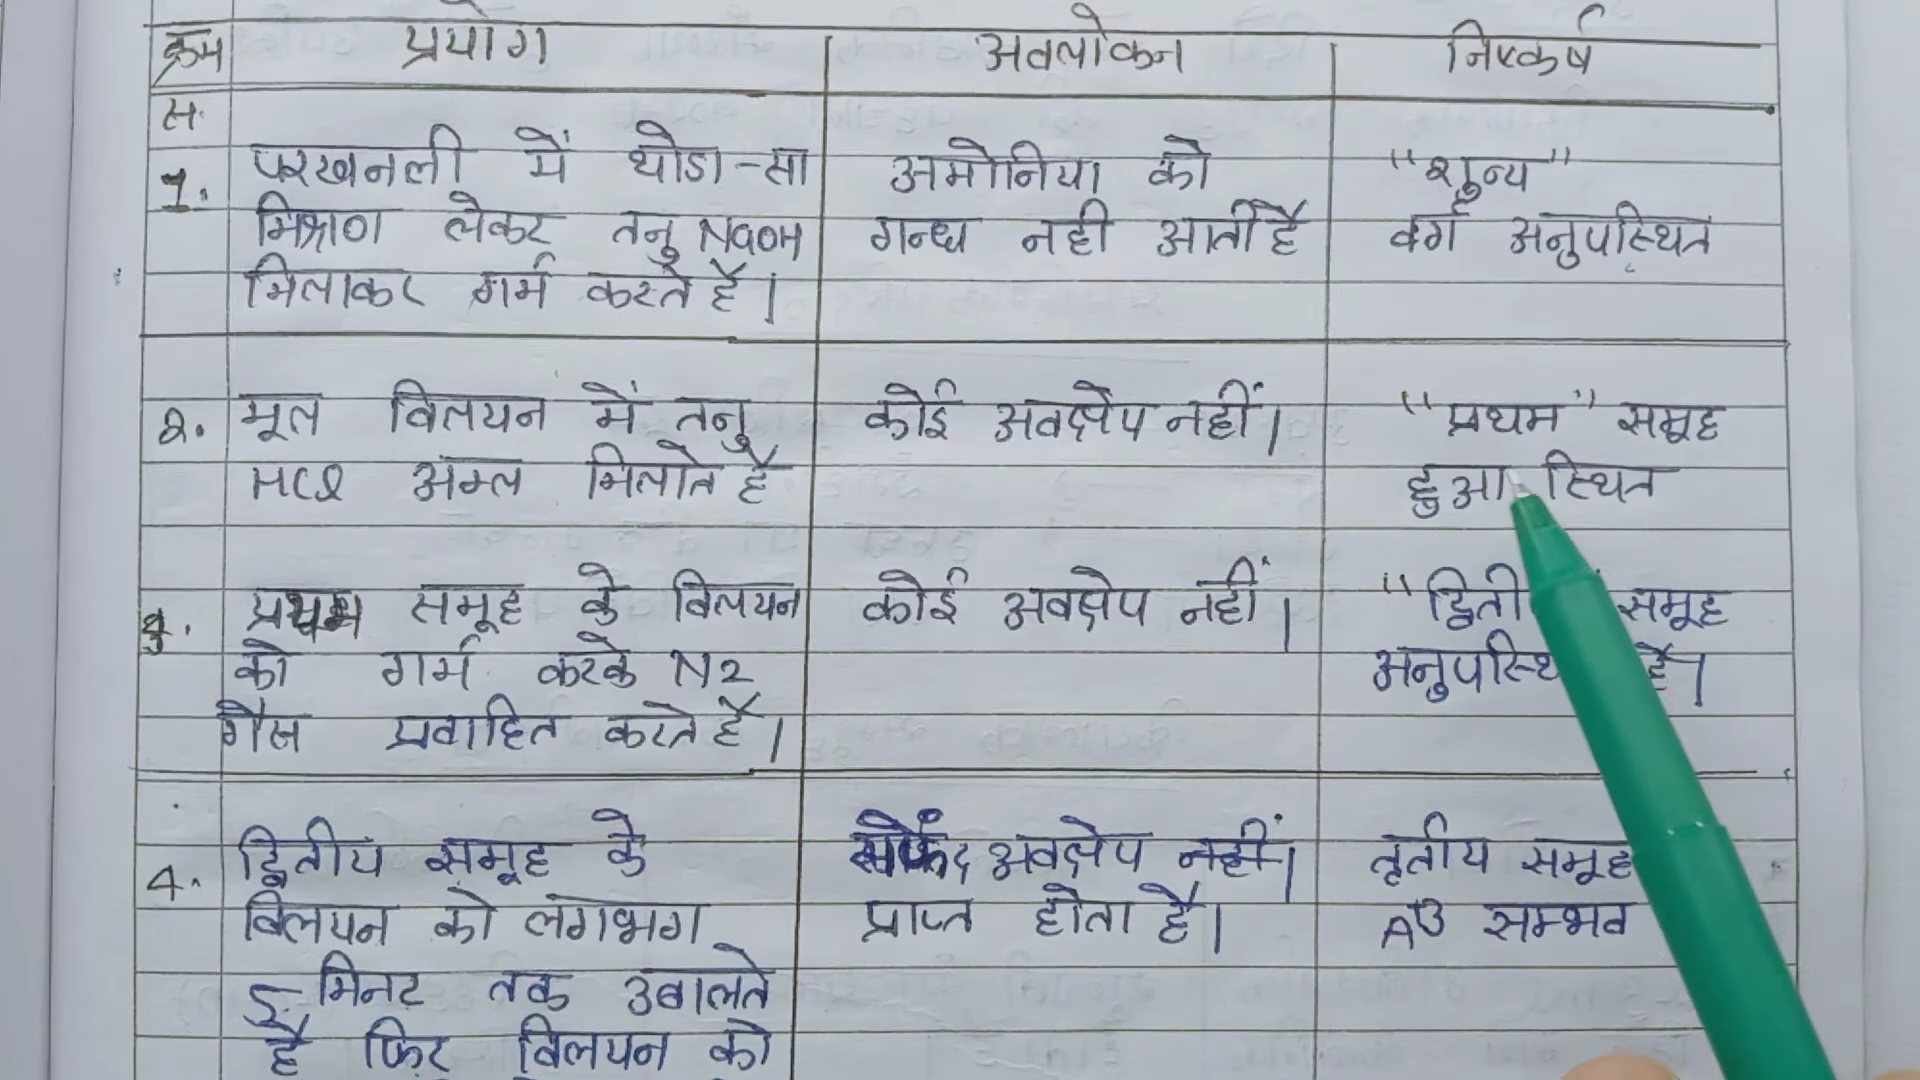 क्रम प्रयोग अवलोकन निष्कर्ष
स.
1. परखनली में थोडा-सा अमोनिया की "शुन्य"
मिश्रण लेकर तनु NaOH गन्ध नही आती है वर्ग अनुपस्थित
मिलाकर गर्म करते है।
2. मूल विलयन में तनु कोई अवक्षेप नहीं। "प्रथम" समूह
HCl अम्ल मिलाते है हुआ स्थित
3. प्रथम समूह के विलयन कोई अवक्षेप नहीं। "द्विती समूह
को गर्म करके N2 अनुपस्थि है।
गैस प्रवाहित करते है।
4. द्वितीय समूह के अवक्षेप नहीं। तृतीय समूह
विलयन को लगभग प्राप्त होता है। सम्भव
5 मिनट तक उबालते
है फिर विलयन को